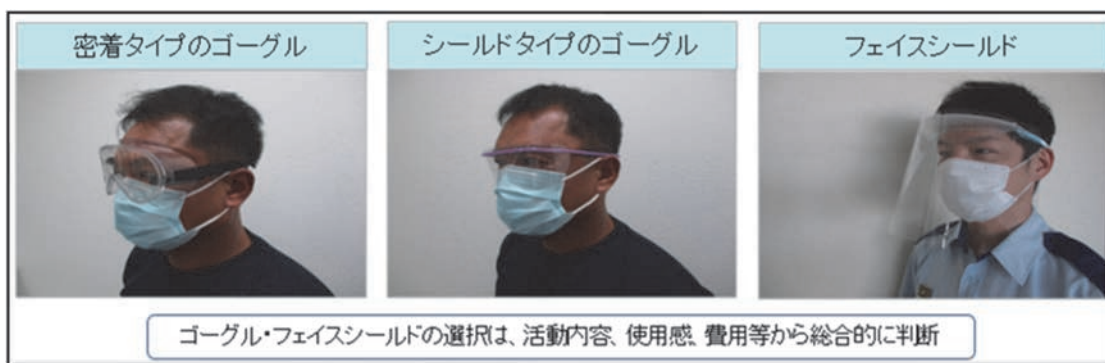 密着タイプのゴーグル
シールドタイプのゴーグル
フェイスシールド
ゴーグル・フェイスシールドの選択は、活動内容、使用感、費用等から総合的に判断